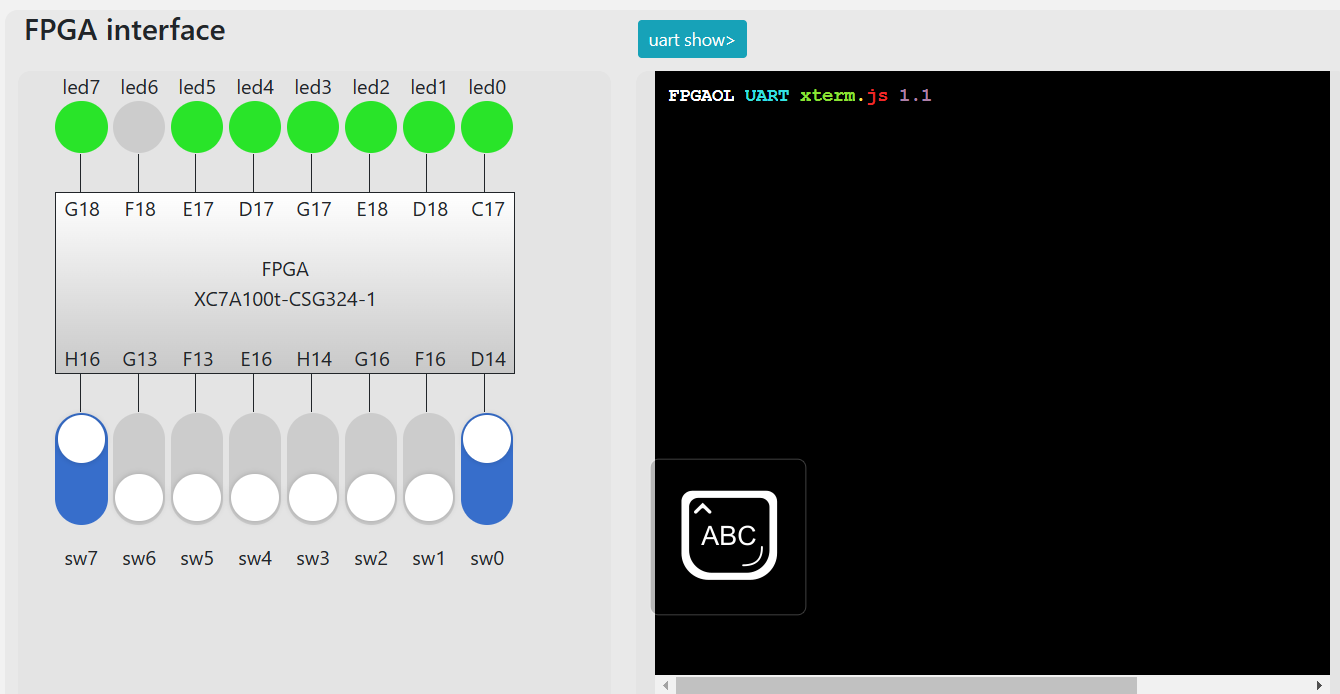 FPGA interface
uart show>
led7 led6 led5 led4 led3 led2 led1 led0
G18 F18 E17 D17 G17 E18 D18 C17
FPGA
XC7A100t-CSG324-1
H16 G13 F13 E16 H14 G16 F16 D14
sw7 sw6 sw5 sw4 sw3 sw2 sw1 sw0
FPGAOL UART xterm.js 1.1
ABC